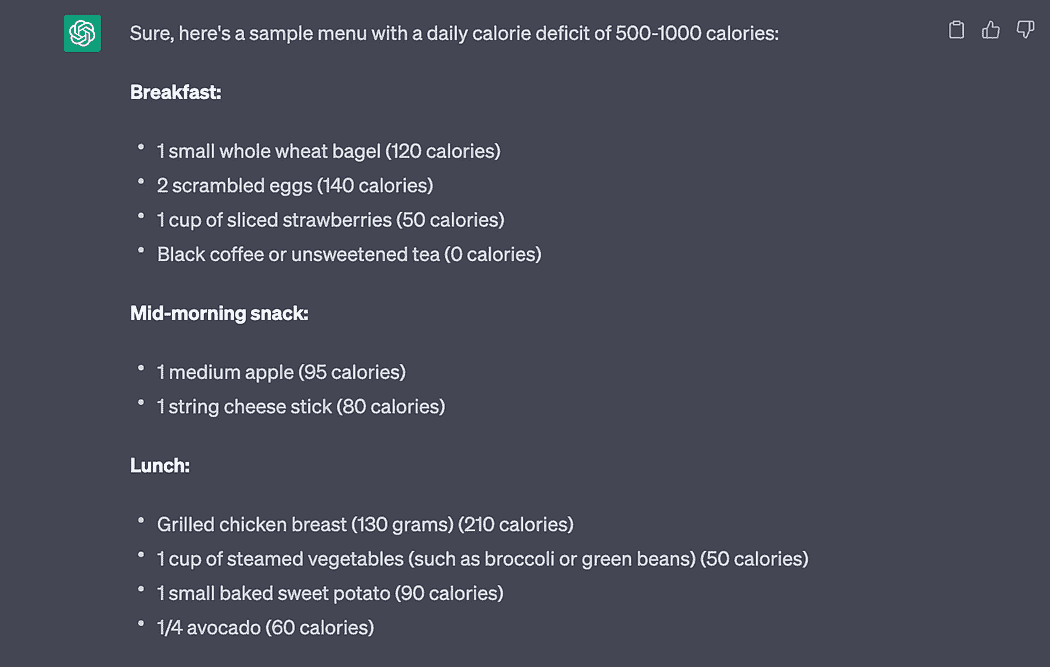 Sure, here's a sample menu with a daily calorie deficit of 500-1000 calories:
Breakfast:
• 1 small whole wheat bagel (120 calories)
• 2 scrambled eggs (140 calories)
• 1 cup of sliced strawberries (50 calories)
• Black coffee or unsweetened tea (0 calories)
Mid-morning snack:
• 1 medium apple (95 calories)
• 1 string cheese stick (80 calories)
Lunch:
• Grilled chicken breast (130 grams) (210 calories)
• 1 cup of steamed vegetables (such as broccoli or green beans) (50 calories)
• 1 small baked sweet potato (90 calories)
• 1/4 avocado (60 calories)